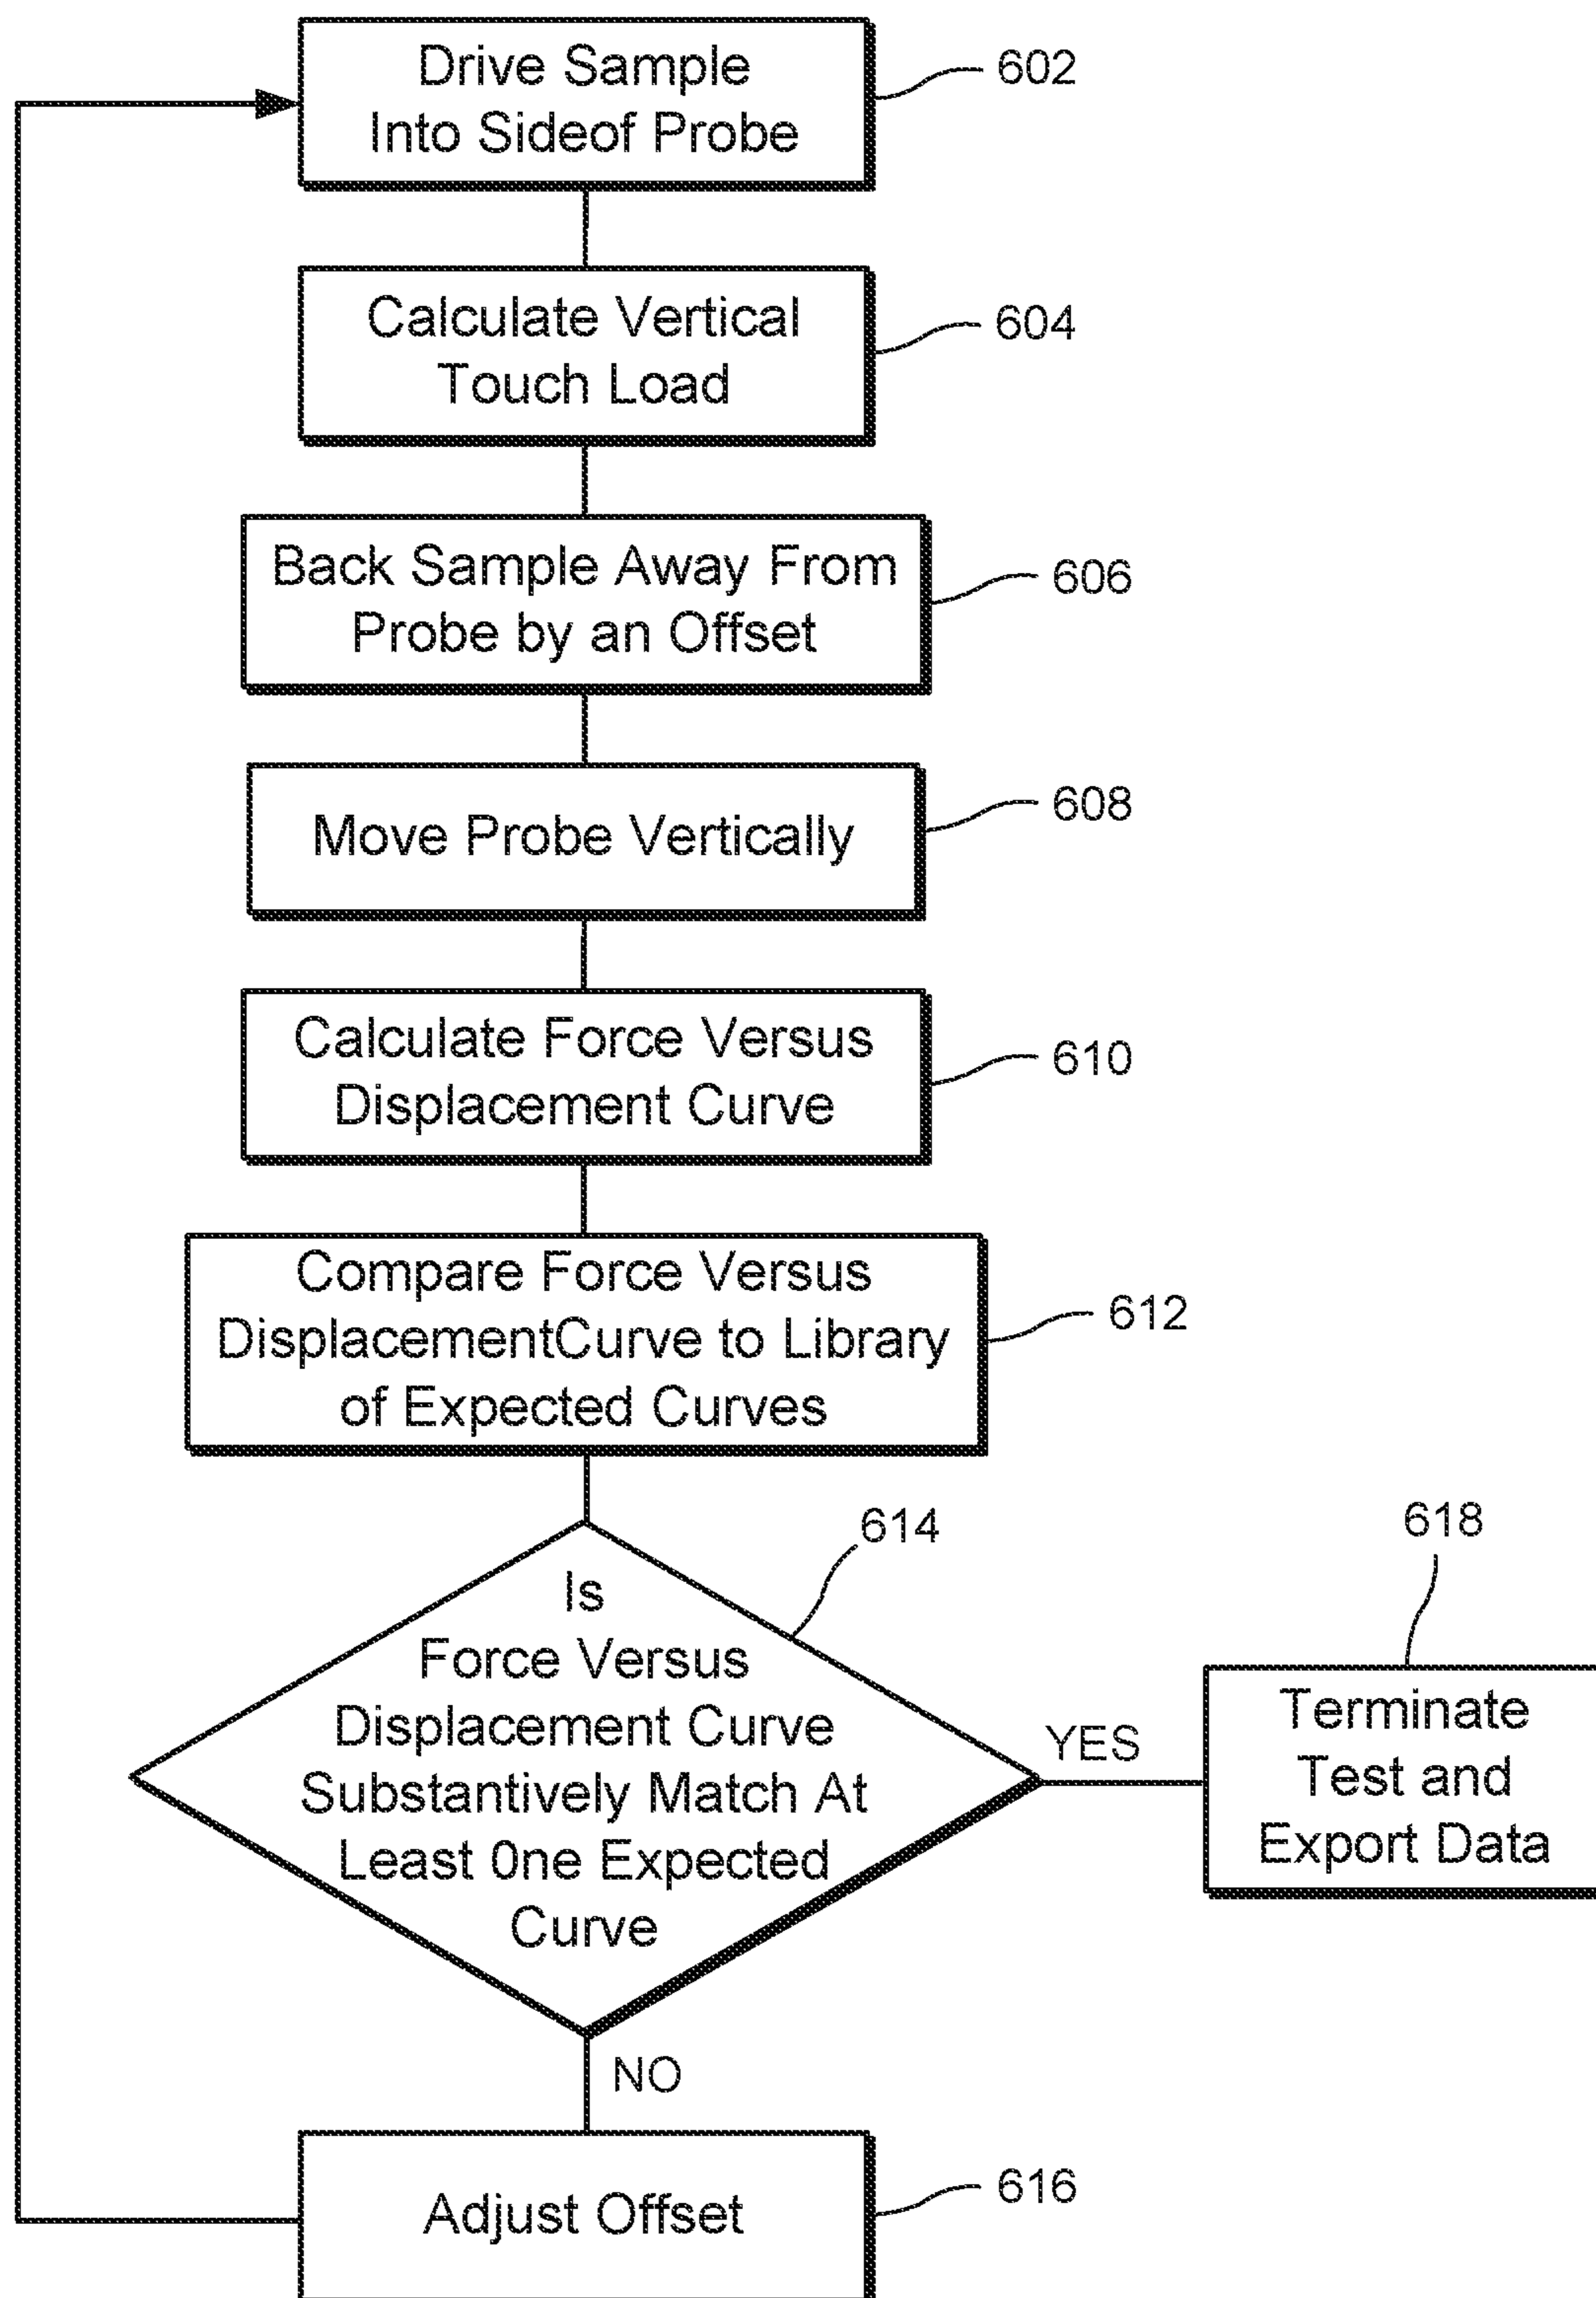 Drive Sample
Into Sideof Probe
602
Calculate Vertical
Touch Load
604
Back Sample Away From
Probe by an Offset
606
Move Probe Vertically
608
Calculate Force Versus
Displacement Curve
610
Compare Force Versus
DisplacementCurve to Library
of Expected Curves
612
614
Is
Force Versus
Displacement Curve
Substantively Match At
Least 0ne Expected
Curve
YES
618
Terminate
Test and
Export Data
NO
Adjust Offset
616